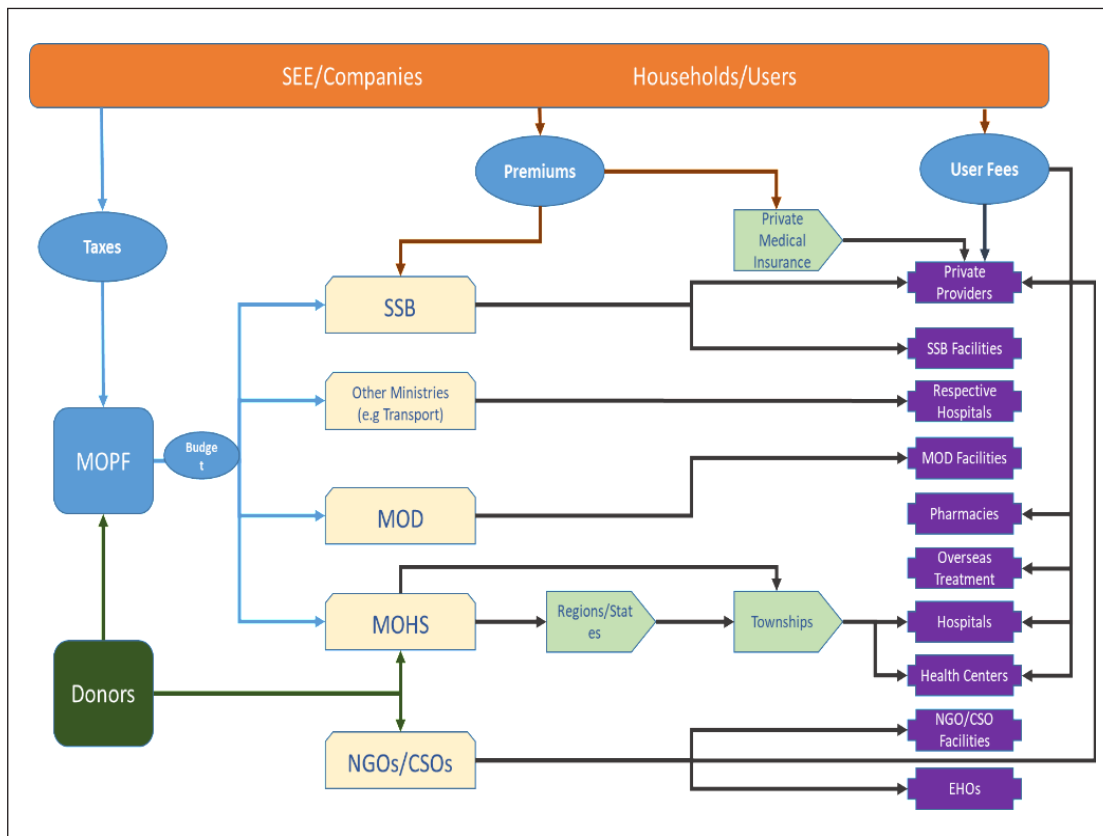 SEE/Companies
Households/Users
Premiums
User Fees
Taxes
Private
Medical
Insurance
Private
Providers
SSB
SSB Facilities
Other Ministries
(e.g Transport)
Respective
Hospitals
MOPF
Budge
t
MOD Facilities
MOD
Pharmacies
Overseas
Treatment
MOHS
Regions/Stat
es
Townships
Hospitals
Health Centers
Donors
NGO/CSO
Facilities
NGOs/CSOs
EHOs